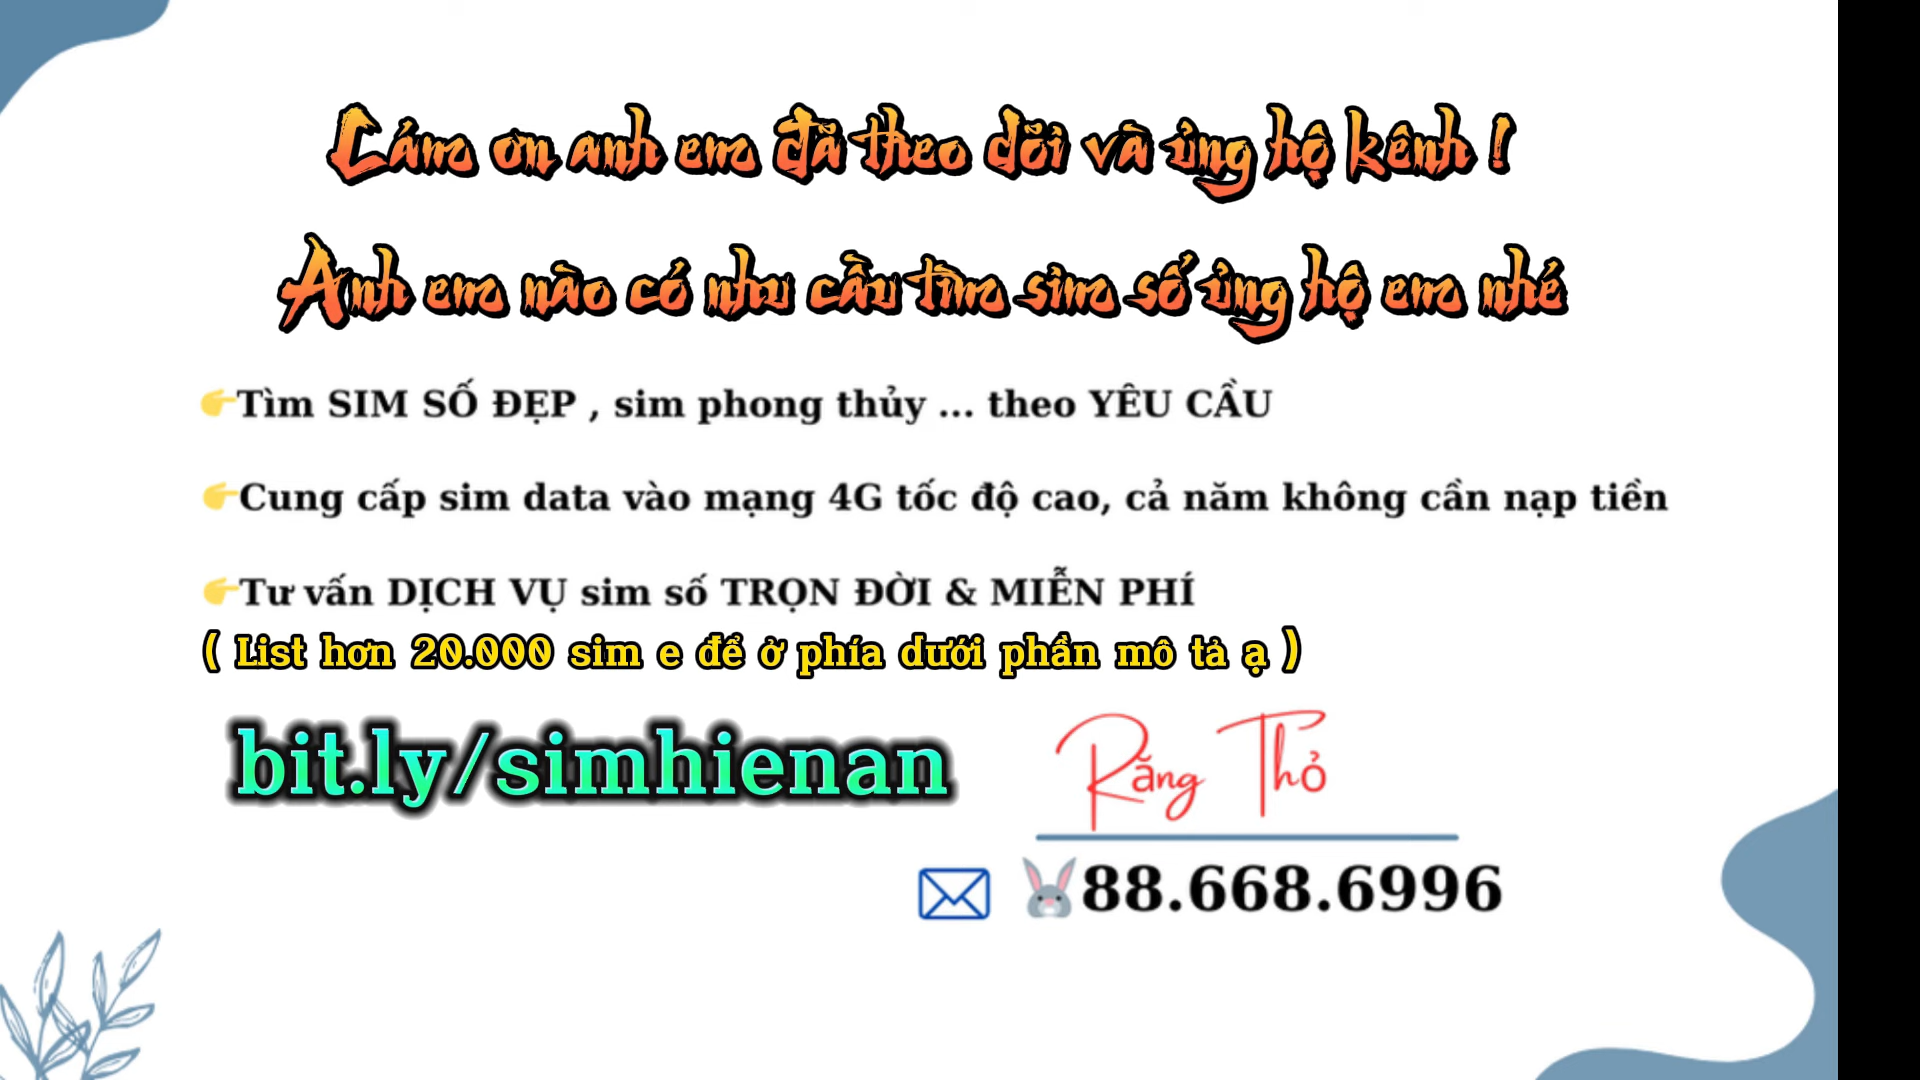 Cám ơn anh em đã theo dõi và ủng hộ kênh !
Anh em nào có nhu cầu tìm sim số ủng hộ em nhé
👉Tìm SIM SỐ ĐẸP , sim phong thủy ... theo YÊU CẦU
👉Cung cấp sim data vào mạng 4G tốc độ cao, cả năm không cần nạp tiền
👉Tư vấn DỊCH VỤ sim số TRỌN ĐỜI & MIỄN PHÍ
( List hơn 20.000 sim e để ở phía dưới phần mô tả ạ )
bit.ly/simhienan
Răng Thỏ
88.668.6996